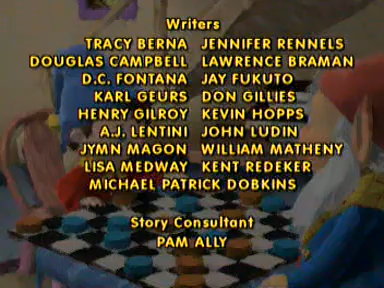 Writers
TRACY BERNA JENNIFER RENNELS
DOUGLAS CAMPBELL LAWRENCE BRAMAN
D.C. FONTANA JAY FUKUTO
KARL GEURS DON GILLIES
HENRY GILROY KEVIN HOPPS
A.J. LENTINI JOHN LUDIN
JYMN MAGON WILLIAM MATHENY
LISA MEDWAY KENT REDEKER
MICHAEL PATRICK DOBKINS
Story Consultant
PAM ALLY